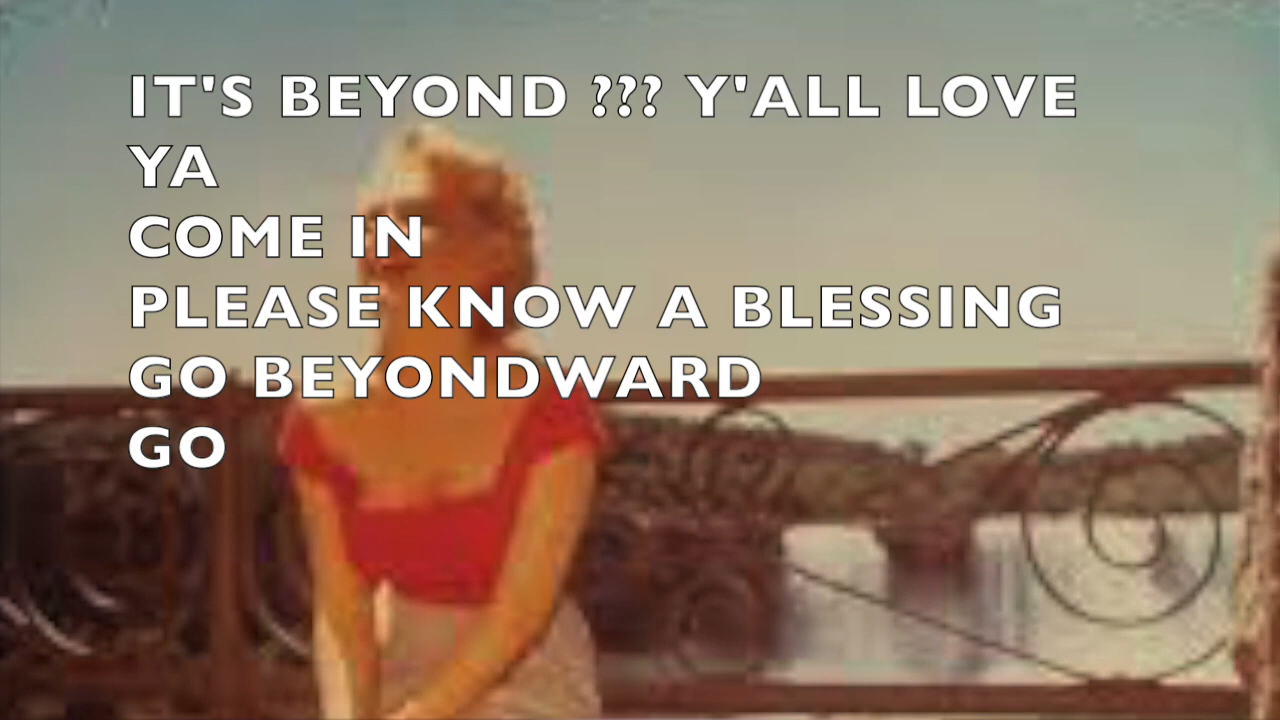 IT'S BEYOND ??? Y'ALL LOVE
YA
COME IN
PLEASE KNOW A BLESSING
GO BEYONDWARD
GO